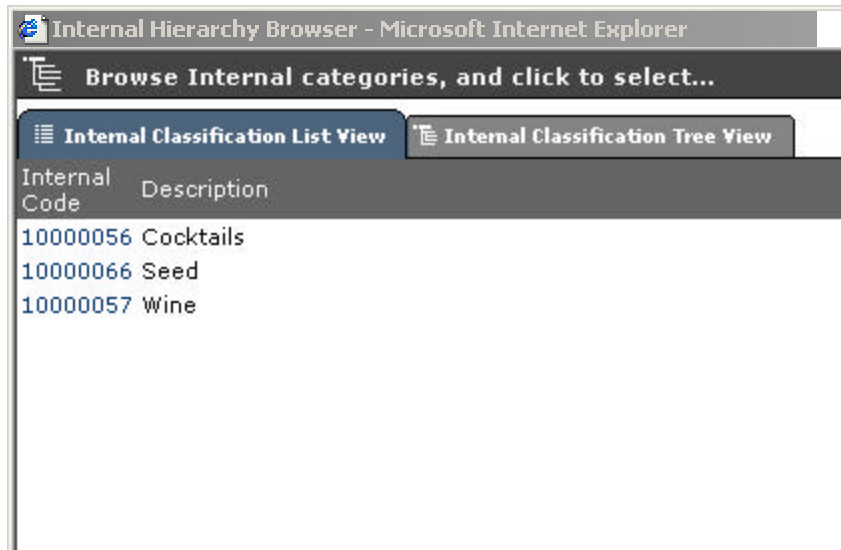 Internal Hierarchy Browser - Microsoft Internet Explorer
Browse Internal categories, and click to select...
Internal Classification List View Internal Classification Tree View
Internal
Code Description
10000056 Cocktails
10000066 Seed
10000057 Wine